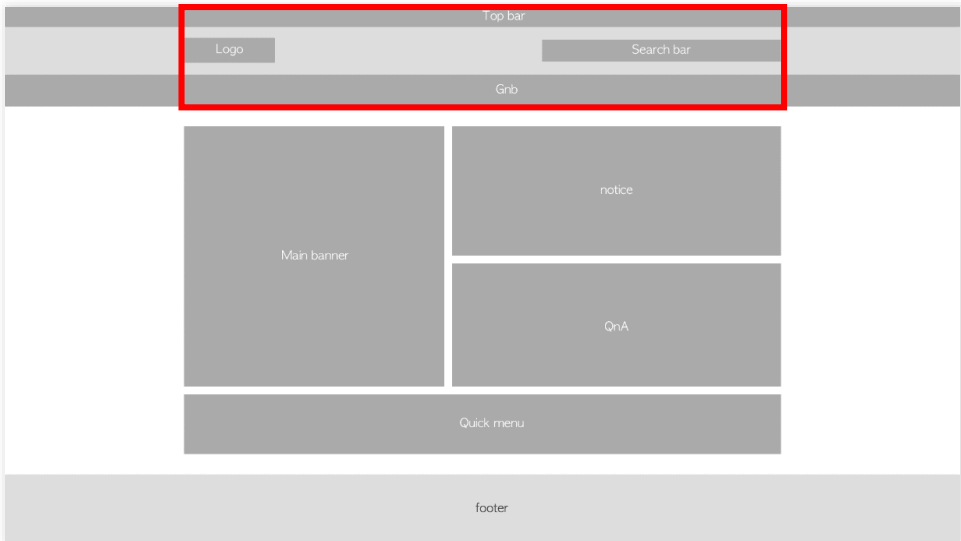 Top bar
Logo
Search bar
Gnb
Main banner
notice
QnA
Quick menu
footer